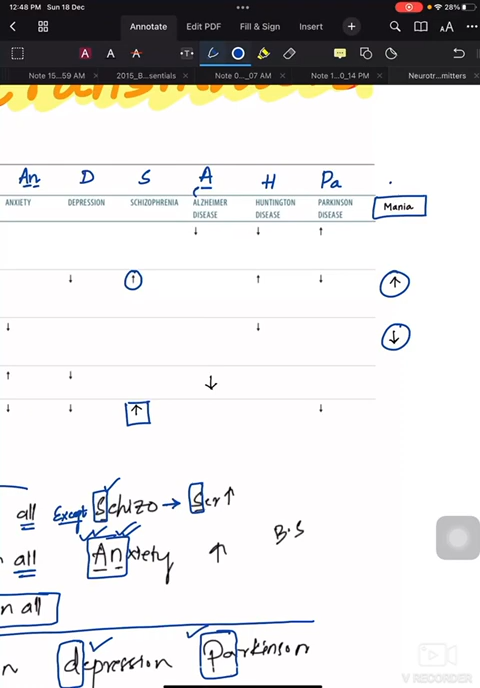 12:48 PM Sun 18 Dec 28%
Annotate Edit PDF Fill & Sign Insert
A A A T AA
Note 15...59 AM 2015_B...sentials Note 0..._07 AM Note 1...0_14 PM Neurotr...mitters
An D S A H Pa
ANXIETY DEPRESSION SCHIZOPHRENIA ALZHEIMER DISEASE HUNTINGTON DISEASE PARKINSON DISEASE Mania
↓ ↓ ↑
↓ ↑ ↑ ↓ ↑
↓ ↓ ↓
↑ ↓ ↓
↓ ↓ ↑ ↓
all Except Schizo → Ser↑
all Anxiety ↑ B.S
n all
n depression Parkinson
V RECORDER